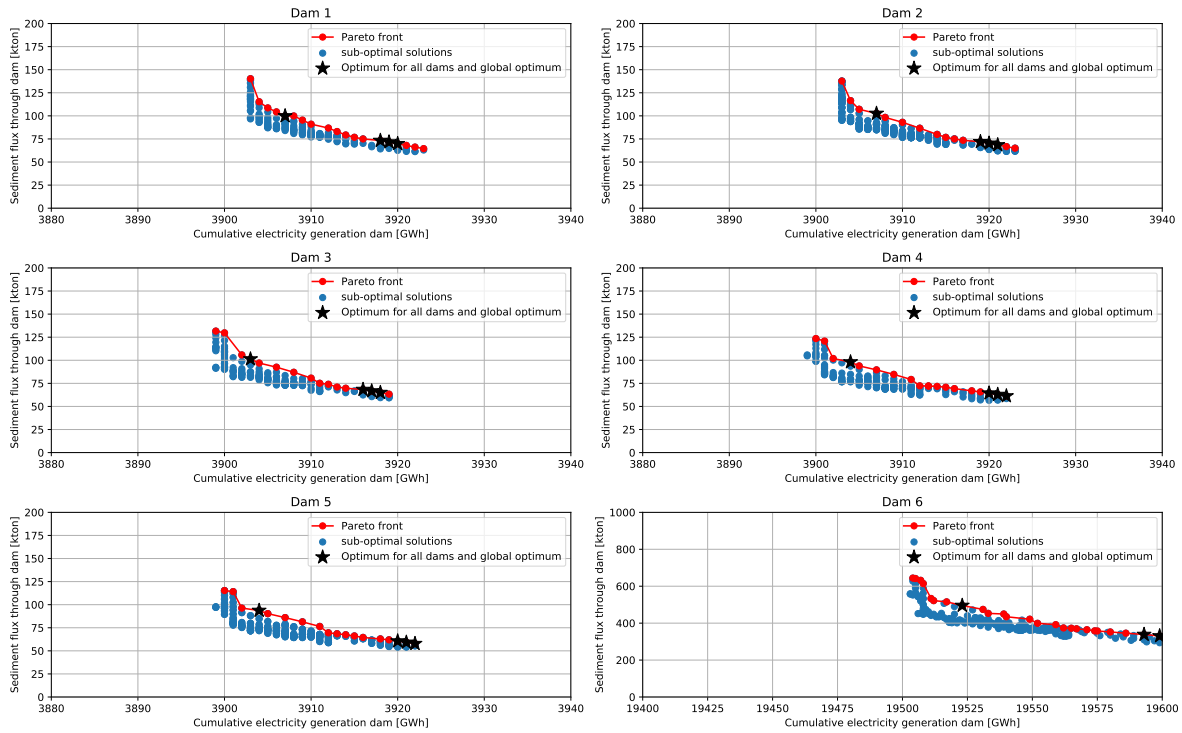 Dam 1
Sediment flux through dam [kton]
200
175
150
125
100
75
50
25
0
Pareto front
sub-optimal solutions
Optimum for all dams and global optimum
3880 3890 3900 3910 3920 3930 3940
Cumulative electricity generation dam [GWh]
Dam 2
Sediment flux through dam [kton]
200
175
150
125
100
75
50
25
0
Pareto front
sub-optimal solutions
Optimum for all dams and global optimum
3880 3890 3900 3910 3920 3930 3940
Cumulative electricity generation dam [GWh]
Dam 3
Sediment flux through dam [kton]
200
175
150
125
100
75
50
25
0
Pareto front
sub-optimal solutions
Optimum for all dams and global optimum
3880 3890 3900 3910 3920 3930 3940
Cumulative electricity generation dam [GWh]
Dam 4
Sediment flux through dam [kton]
200
175
150
125
100
75
50
25
0
Pareto front
sub-optimal solutions
Optimum for all dams and global optimum
3880 3890 3900 3910 3920 3930 3940
Cumulative electricity generation dam [GWh]
Dam 5
Sediment flux through dam [kton]
200
175
150
125
100
75
50
25
0
Pareto front
sub-optimal solutions
Optimum for all dams and global optimum
3880 3890 3900 3910 3920 3930 3940
Cumulative electricity generation dam [GWh]
Dam 6
Sediment flux through dam [kton]
1000
800
600
400
200
0
Pareto front
sub-optimal solutions
Optimum for all dams and global optimum
19400 19425 19450 19475 19500 19525 19550 19575 19600
Cumulative electricity generation dam [GWh]